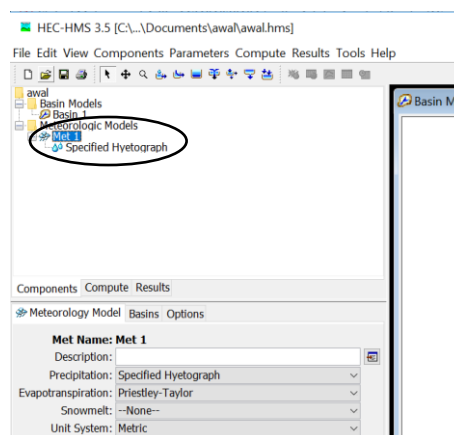 HEC-HMS 3.5 [C:\...\Documents\awal\awal.hms]
File Edit View Components Parameters Compute Results Tools Help
awal
Basin Models
Basin 1
Meteorologic Models
Met 1
Specified Hyetograph
Basin M
Components Compute Results
Meteorology Model Basins Options
Met Name: Met 1
Description:
Precipitation: Specified Hyetograph
Evapotranspiration: Priestley-Taylor
Snowmelt: --None--
Unit System: Metric